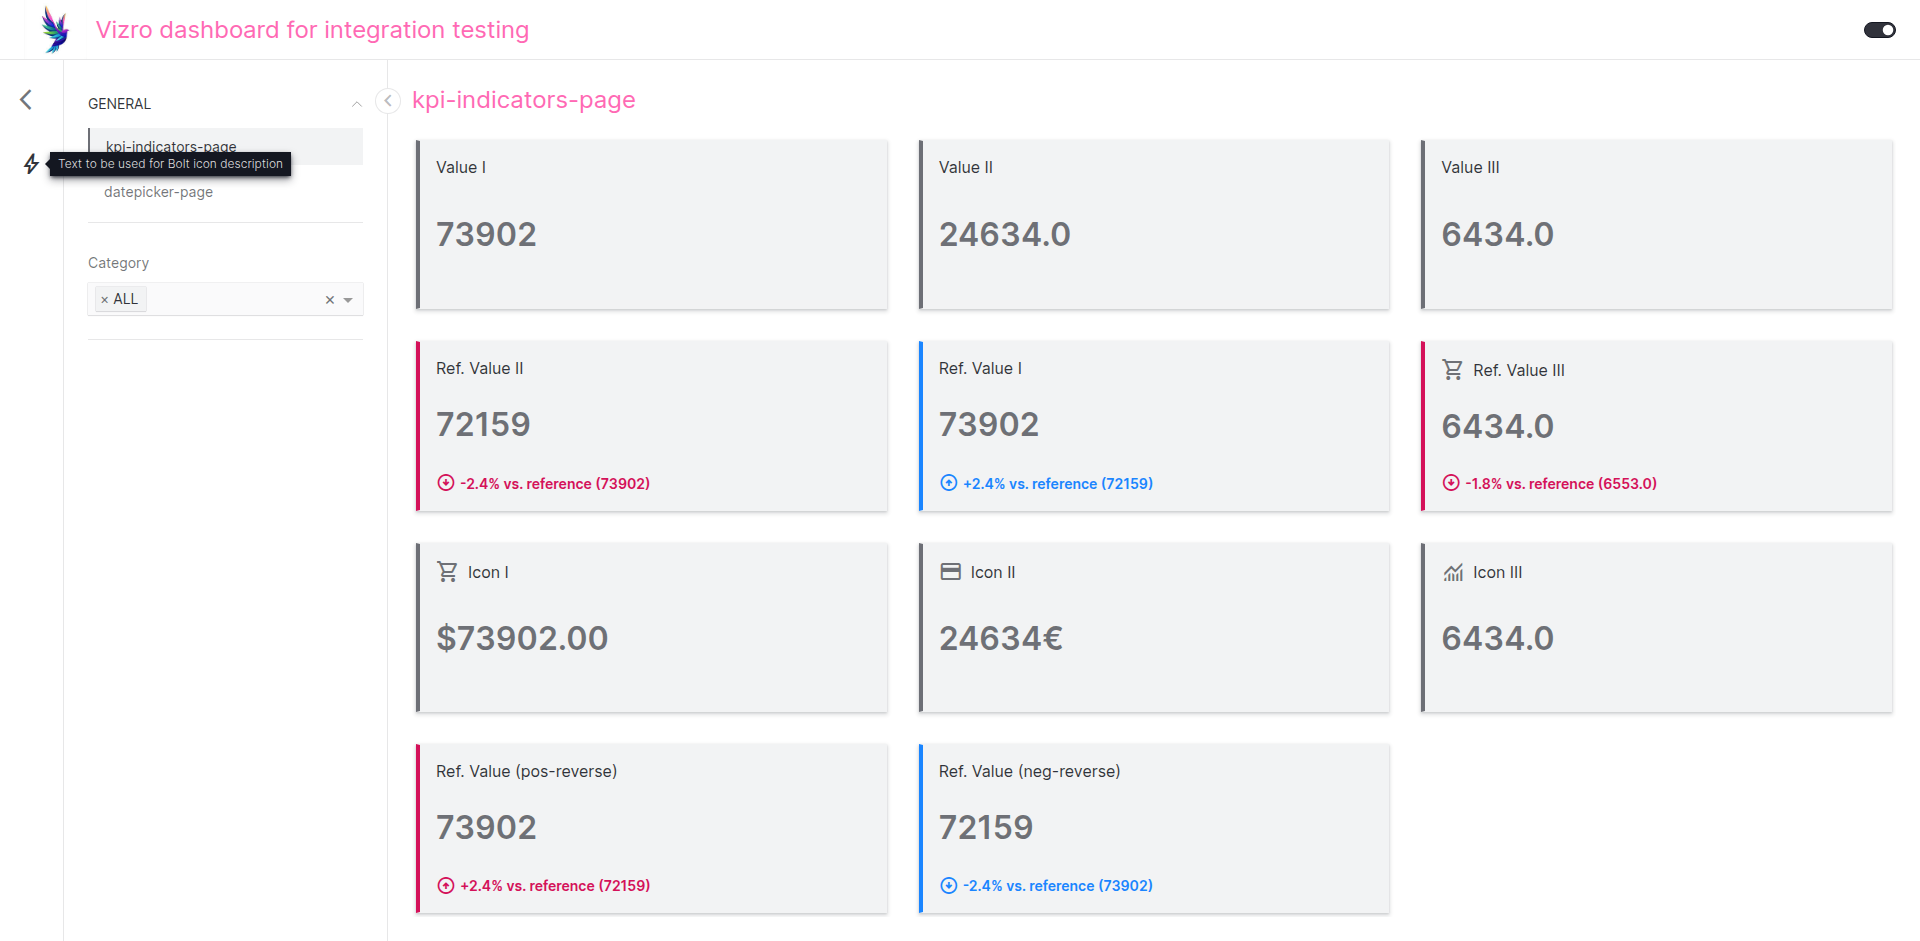 Vizro dashboard for integration testing
GENERAL
kpi-indicators-page
Text to be used for Bolt icon description
datepicker-page
Category
× ALL
kpi-indicators-page
Value I
73902
Value II
24634.0
Value III
6434.0
Ref. Value II
72159
-2.4% vs. reference (73902)
Ref. Value I
73902
+2.4% vs. reference (72159)
Ref. Value III
6434.0
-1.8% vs. reference (6553.0)
Icon I
$73902.00
Icon II
24634€
Icon III
6434.0
Ref. Value (pos-reverse)
73902
+2.4% vs. reference (72159)
Ref. Value (neg-reverse)
72159
-2.4% vs. reference (73902)